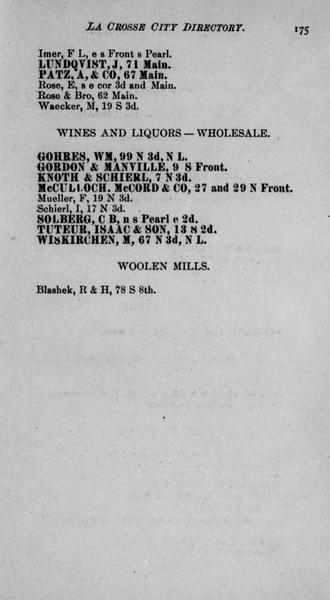 LA CROSSE CITY DIRECTORY. 175
Imer, F L, e s Front s Pearl.
LUNDQVIST, J, 71 Main.
PATZ, A, & CO, 67 Main.
Rose, E, s e cor 3d and Main.
Rose & Bro, 62 Main.
Waecker, M, 19 S 3d.
WINES AND LIQUORS — WHOLESALE.
GOHRES, WM, 99 N 3d, N L.
GORDON & MANVILLE, 9 S Front.
KNOTH & SCHIERL, 7 N 3d.
McCULLOCH, McCORD & CO, 27 and 29 N Front.
Mueller, F, 19 N 3d.
Schierl, I, 17 N 3d.
SOLBERG, C B, n s Pearl e 2d.
TUTEUR, ISAAC & SON, 13 S 2d.
WISKIRCHEN, M, 67 N 3d, N L.
WOOLEN MILLS.
Blashek, R & H, 78 S 8th.